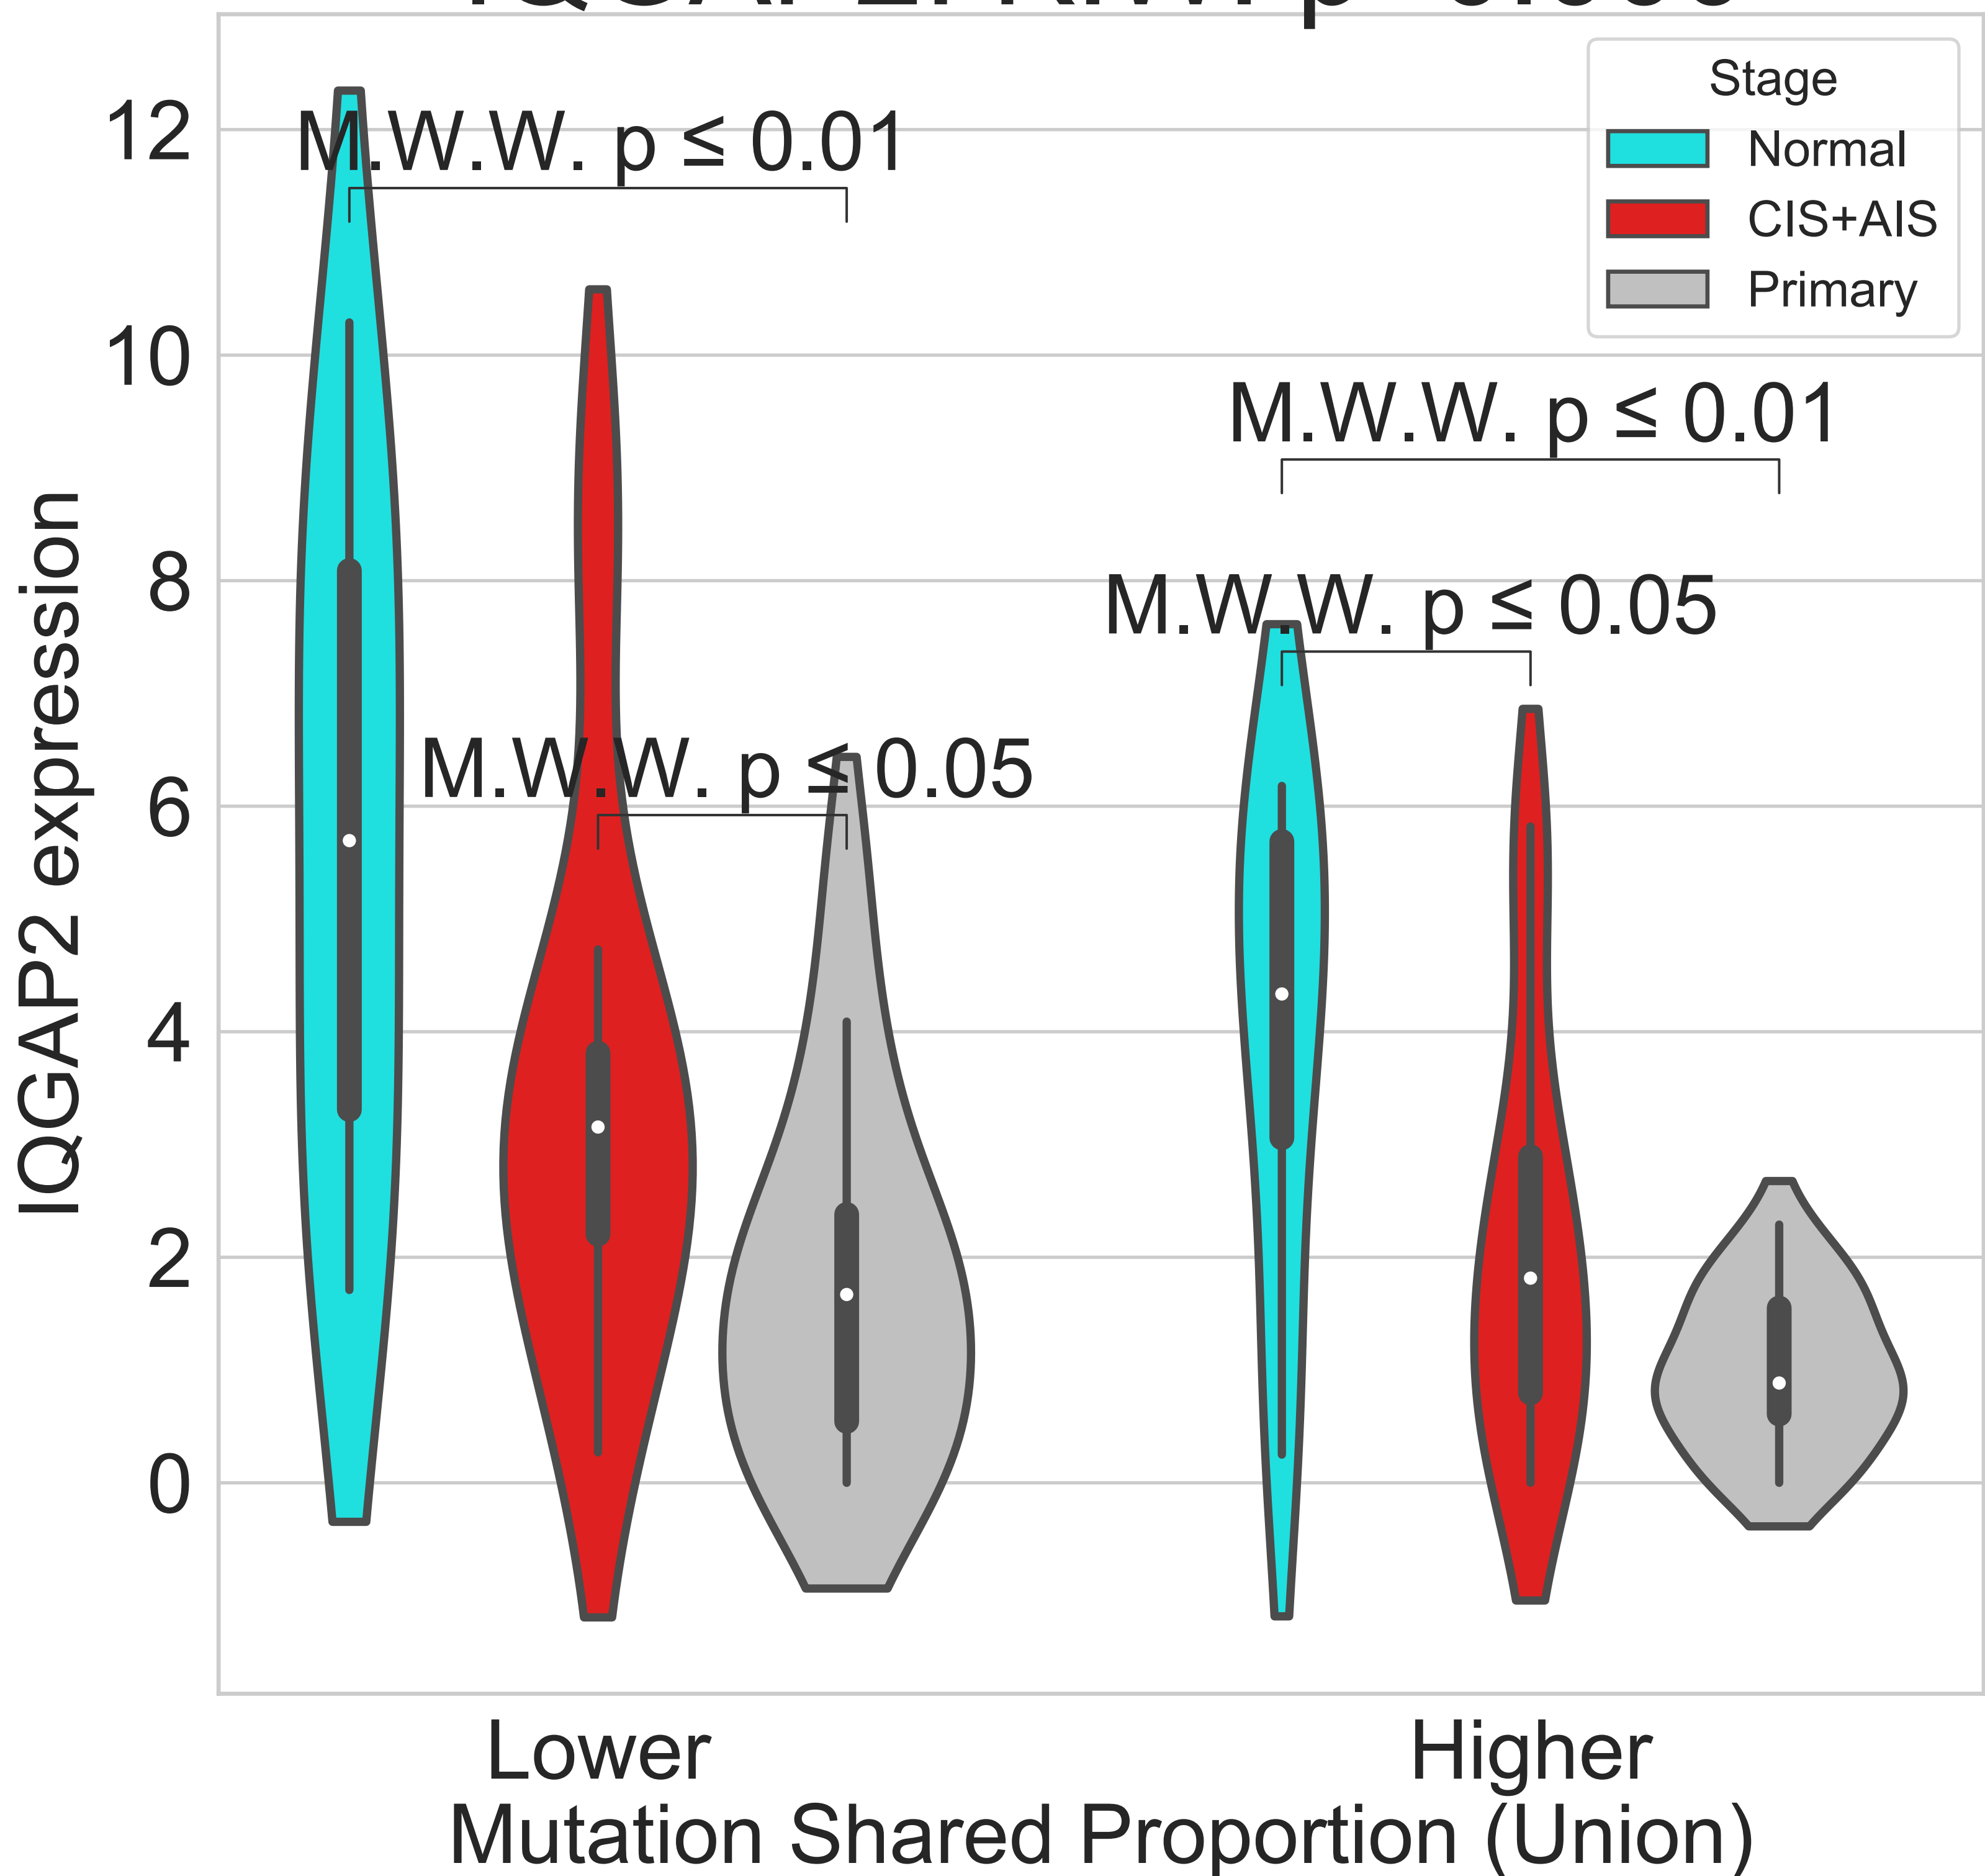 12
10
8
6
4
2
0
IQGAP2 expression
M.W.W. p ≤ 0.01
M.W.W. p ≤ 0.05
M.W.W. p ≤ 0.01
M.W.W. p ≤ 0.05
Stage
Normal
CIS+AIS
Primary
Lower
Higher
Mutation Shared Proportion (Union)